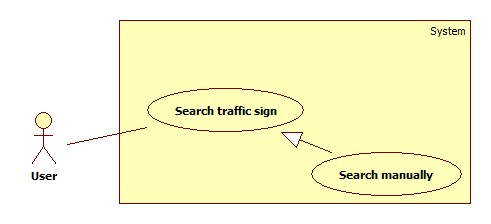 System
Search traffic sign
User
Search manually